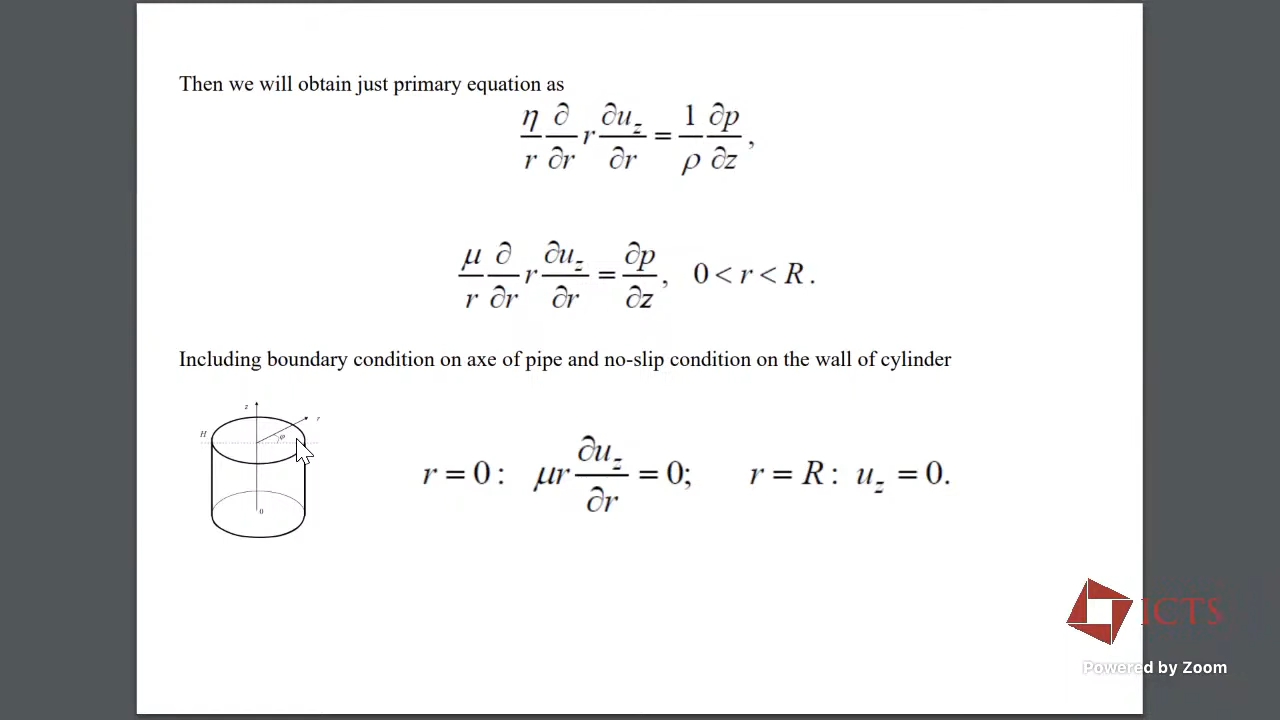 Then we will obtain just primary equation as
η/r ∂/∂r r ∂u_z/∂r = 1/ρ ∂p/∂z ,
μ/r ∂/∂r r ∂u_z/∂r = ∂p/∂z , 0 < r < R .
Including boundary condition on axe of pipe and no-slip condition on the wall of cylinder
z
r
H
φ
0
r = 0 : μr ∂u_z/∂r = 0; r = R : u_z = 0.
ICTS
Powered by Zoom